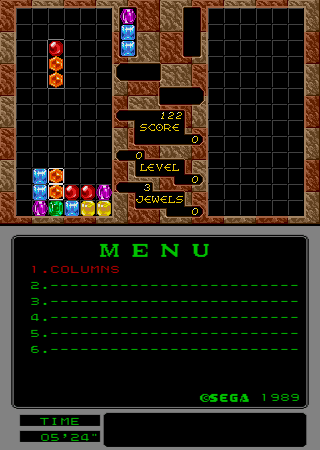 122
SCORE
0
0
LEVEL
0
3
JEWELS
0
MENU
1.COLUMNS
2.------------------------------
3.------------------------------
4.------------------------------
5.------------------------------
6.------------------------------
©SEGA 1989
TIME
05'24"